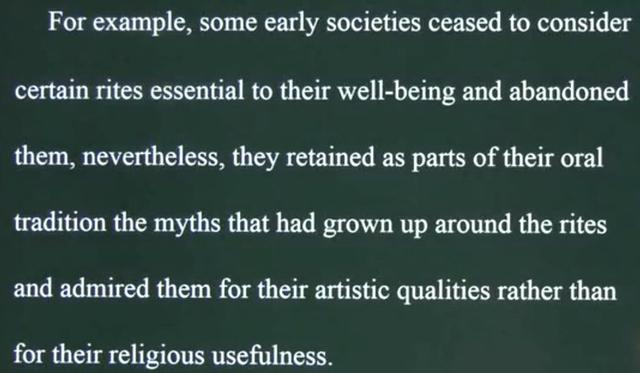 For example, some early societies ceased to consider
certain rites essential to their well-being and abandoned
them, nevertheless, they retained as parts of their oral
tradition the myths that had grown up around the rites
and admired them for their artistic qualities rather than
for their religious usefulness.